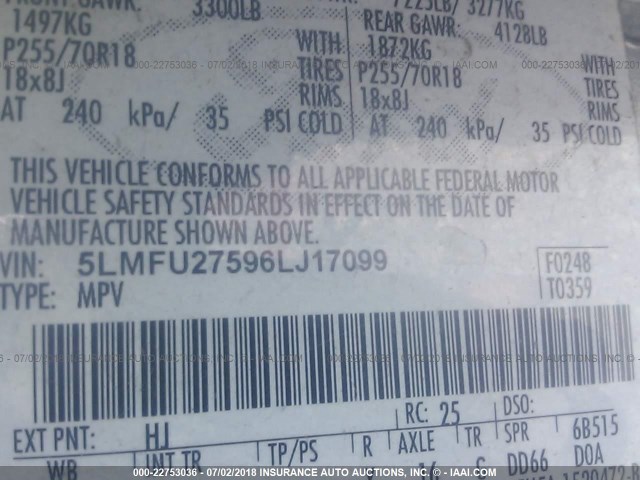 FRONT GAWR: 3300LB 7225LB/ 3277KG
1497KG WITH REAR GAWR: 4128LB
P255/70R18 TIRES 1872KG WITH
18x8J RIMS P255/70R18 TIRES
AT 240 kPa/ 35 PSI COLD 18x8J RIMS
AT 240 kPa/ 35 PSI COLD
THIS VEHICLE CONFORMS TO ALL APPLICABLE FEDERAL MOTOR
VEHICLE SAFETY STANDARDS IN EFFECT ON THE DATE OF
MANUFACTURE SHOWN ABOVE.
VIN: 5LMFU27596LJ17099 F0248
TYPE: MPV T0359
RC: 25 DSO:
EXT PNT: HJ 6B515
WB INT TR TP/PS R AXLE TR SPR DOA
DD66
000-22753036 - 07/02/2018 INSURANCE AUTO AUCTIONS. © - IAAI.COM